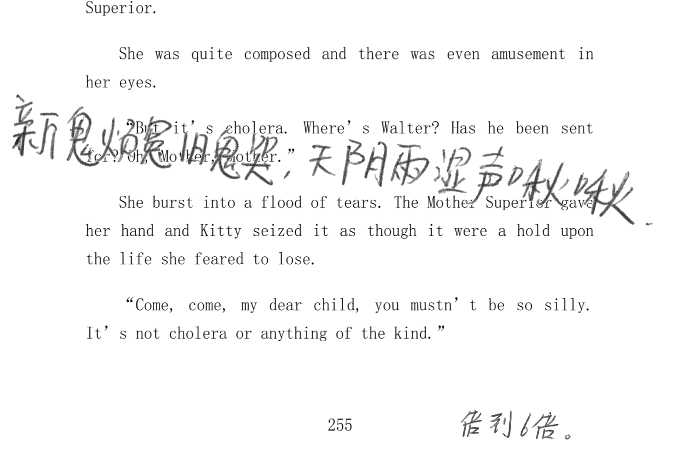 Superior.
She was quite composed and there was even amusement in
her eyes.
“But it’s cholera. Where’s Walter? Has he been sent
for? Oh, Mother, Mother.”
新鬼烦冤旧鬼哭，天阴雨湿声啾啾.
She burst into a flood of tears. The Mother Superior gave
her hand and Kitty seized it as though it were a hold upon
the life she feared to lose.
“Come, come, my dear child, you mustn’t be so silly.
It’s not cholera or anything of the kind.”
255
倍到6倍。